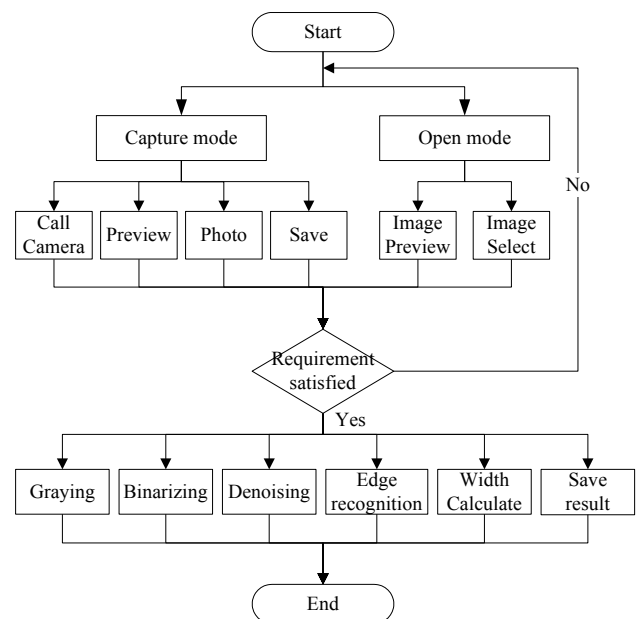 Start
Capture mode
Open mode
No
Call
Camera
Preview
Photo
Save
Image
Preview
Image
Select
Requirement
satisfied
Yes
Graying
Binarizing
Denoising
Edge
recognition
Width
Calculate
Save
result
End